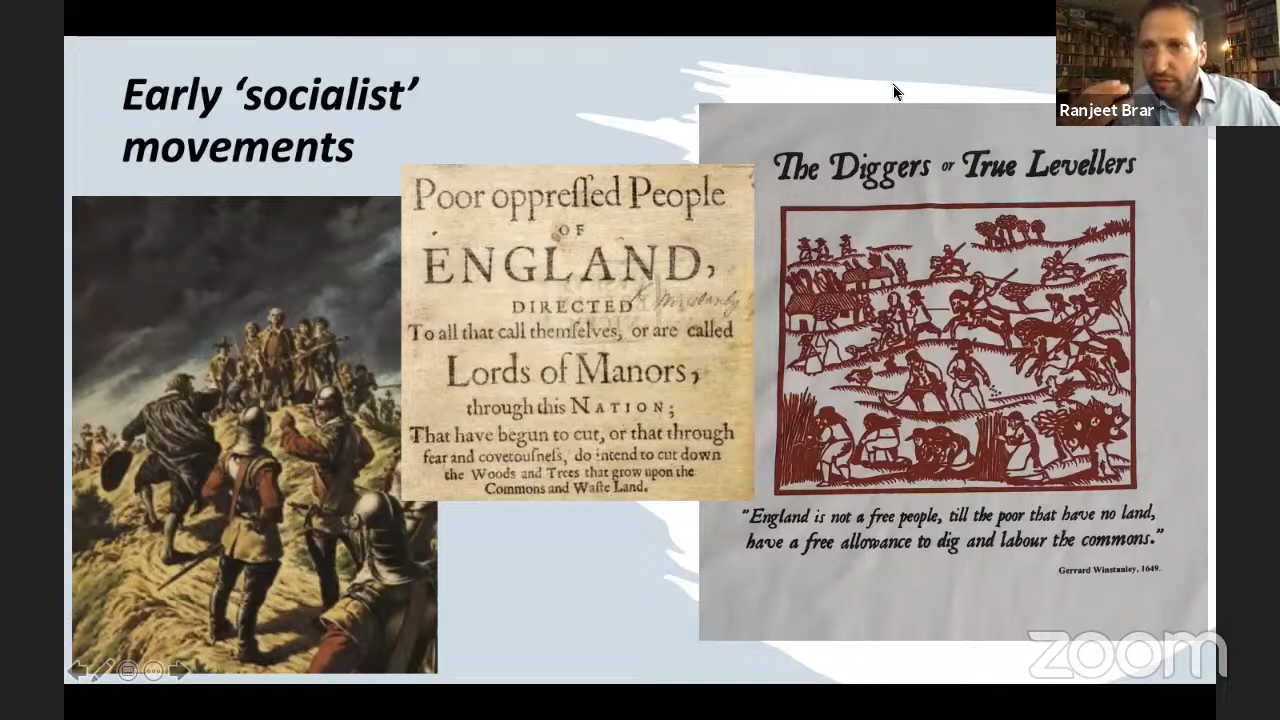 Early ‘socialist’
movements
Poor oppreſſed People
OF
ENGLAND,
DIRECTED
To all that call themſelves, or are called
Lords of Manors,
through this NATION;
That have begun to cut, or that through
fear and covetouſneſs, do intend to cut down
the Woods and Trees that grow upon the
Commons and Waſte Land.
The Diggers or True Levellers
"England is not a free people, till the poor that have no land,
have a free allowance to dig and labour the commons."
Gerrard Winstanley, 1649.
Ranjeet Brar
zoom